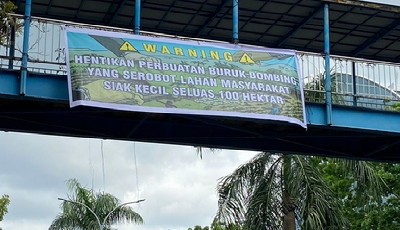 WARNING
HENTIKAN PERBUATAN BURUK BOMBING
YANG SEROBOT LAHAN MASYARAKAT
SIAK KECIL SELUAS 100 HEKTAR